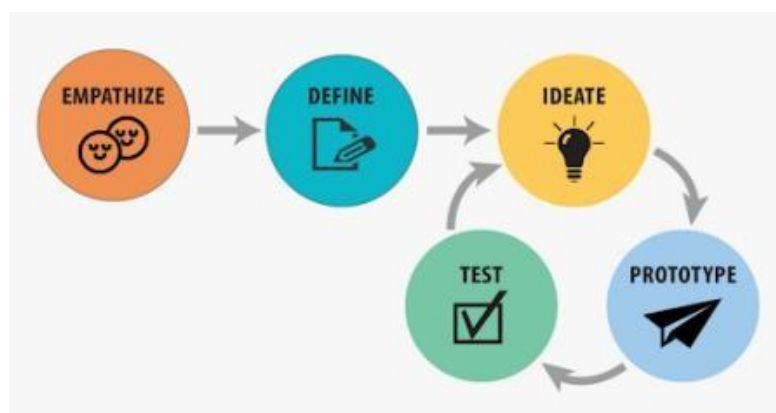 EMPATHIZE
DEFINE
IDEATE
PROTOTYPE
TEST